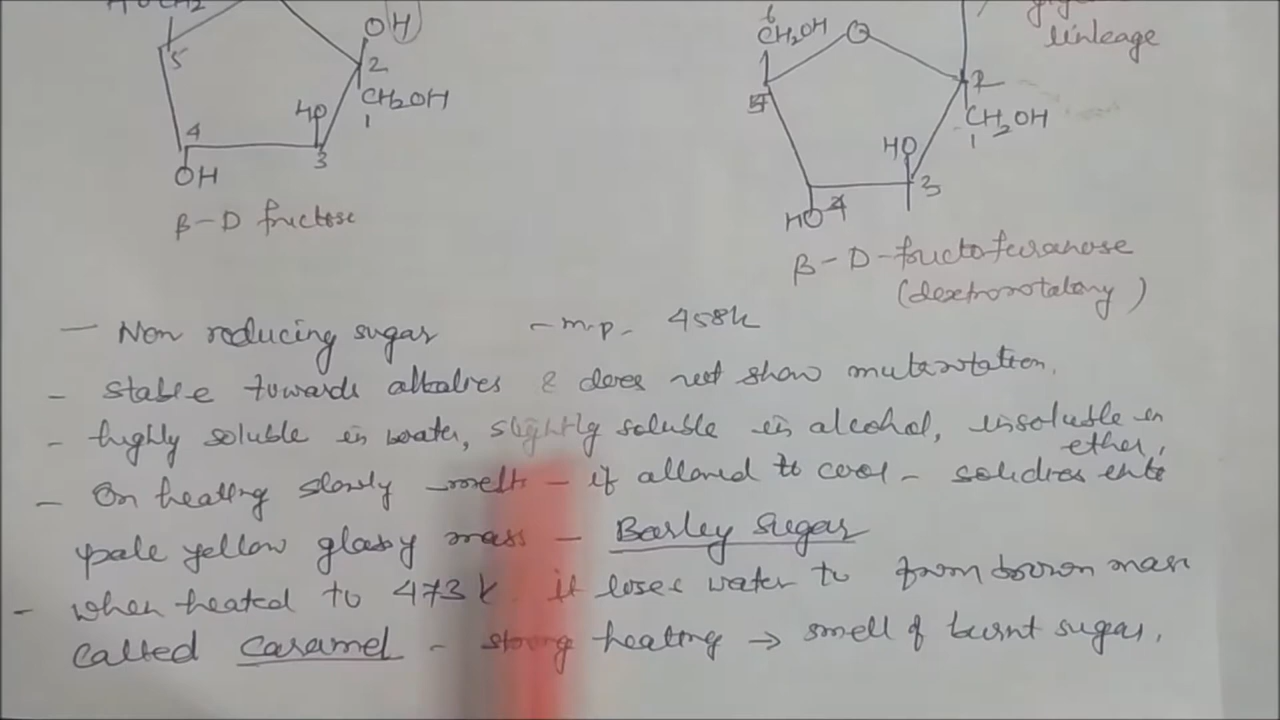 HOCH2
OH
5
2
CH2OH
1
HO
4
3
OH
β-D fructose
6
CH2OH
O
linkage
5
2
CH2OH
1
HO
3
HO 4
β-D-fructofuranose
(dextrorotatory)
- Non reducing sugar - m.p. 458k
- stable towards alkalies & does not show mutarotation.
- highly soluble in water, slightly soluble in alcohol, insoluble in
ether,
- On heating slowly - melts - if allowed to cool - solidies into
pale yellow glassy mass - Barley sugar
- When heated to 473k it loses water to form brown mass
called caramel - strong heating → smell of burnt sugar.